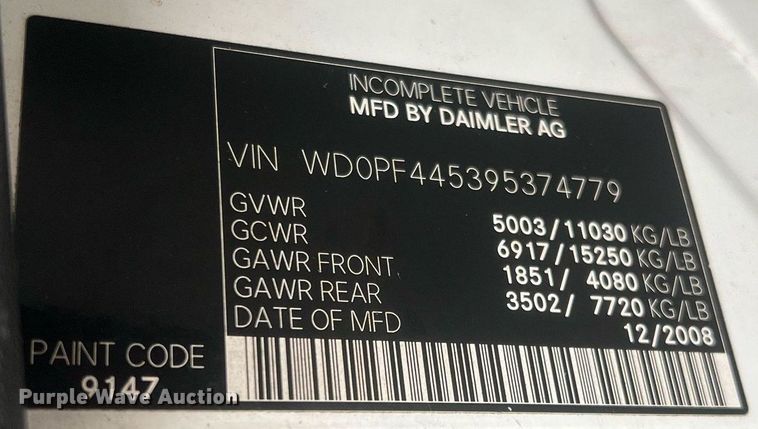 INCOMPLETE VEHICLE
MFD BY DAIMLER AG
VIN WD0PF445395374779
GVWR 5003/11030 KG/LB
GCWR 6917/15250 KG/LB
GAWR FRONT 1851/ 4080 KG/LB
GAWR REAR 3502/ 7720 KG/LB
DATE OF MFD 12/2008
PAINT CODE
9147
Purple Wave Auction